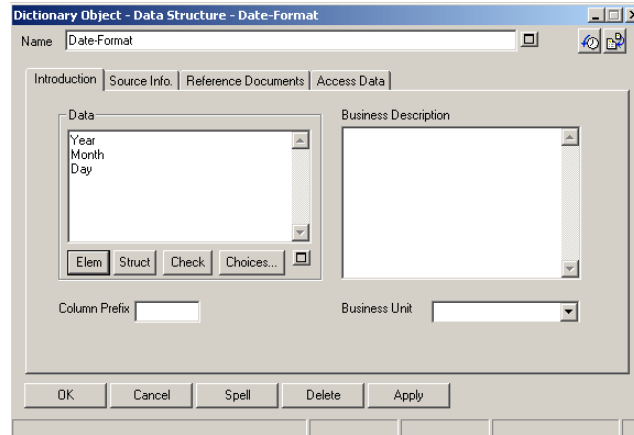 Dictionary Object - Data Structure - Date-Format
Name Date-Format
Introduction Source Info. Reference Documents Access Data
Data Business Description
Year
Month
Day
Elem Struct Check Choices...
Column Prefix Business Unit
OK Cancel Spell Delete Apply